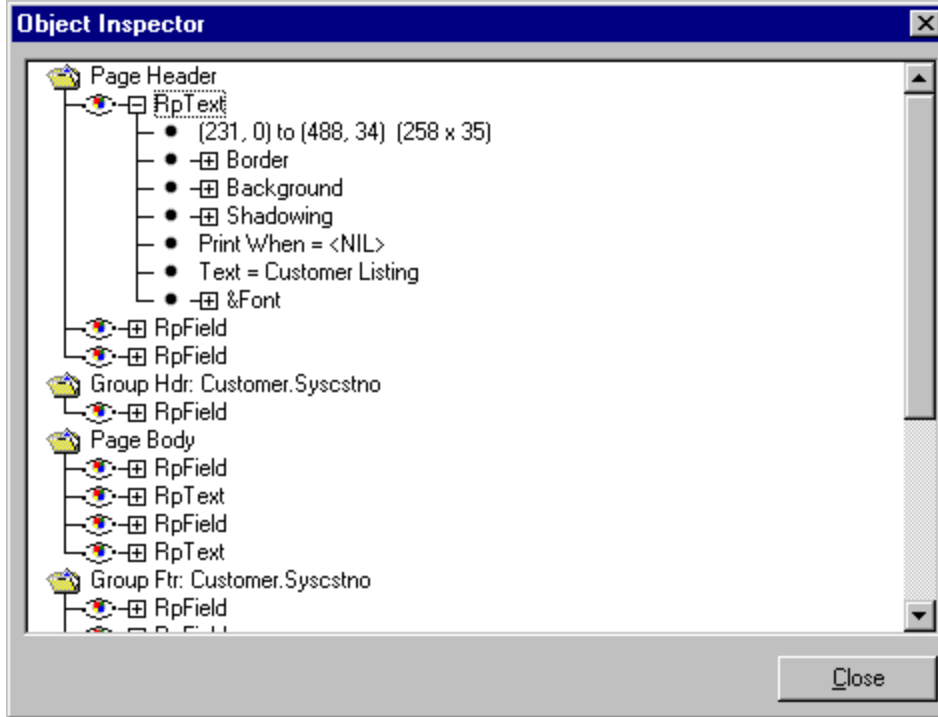 Object Inspector
Page Header
RpText
(231, 0) to (488, 34) (258 x 35)
Border
Background
Shadowing
Print When = <NIL>
Text = Customer Listing
&Font
RpField
RpField
Group Hdr: Customer.Syscstno
RpField
Page Body
RpField
RpText
RpField
RpText
Group Ftr: Customer.Syscstno
RpField
Close